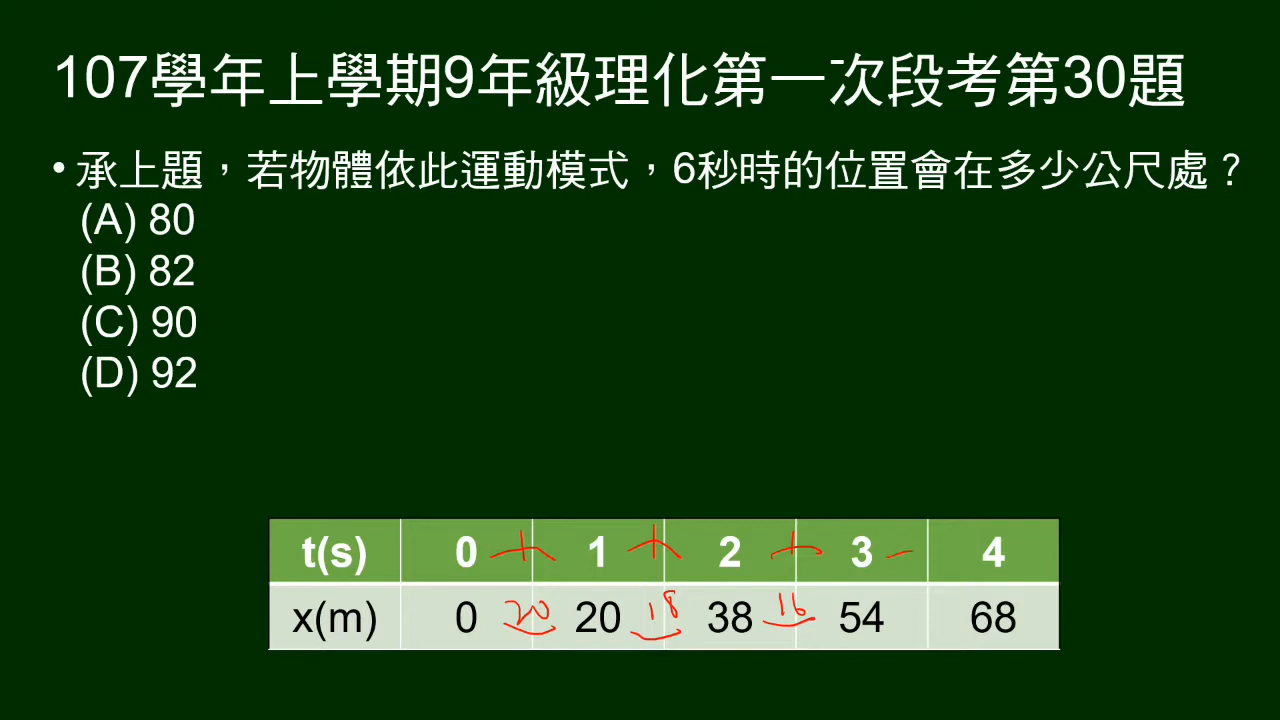 107學年上學期9年級理化第一次段考第30題
• 承上題，若物體依此運動模式，6秒時的位置會在多少公尺處？
(A) 80
(B) 82
(C) 90
(D) 92
t(s) 0 1 2 3 4
x(m) 0 20 20 18 38 16 54 68